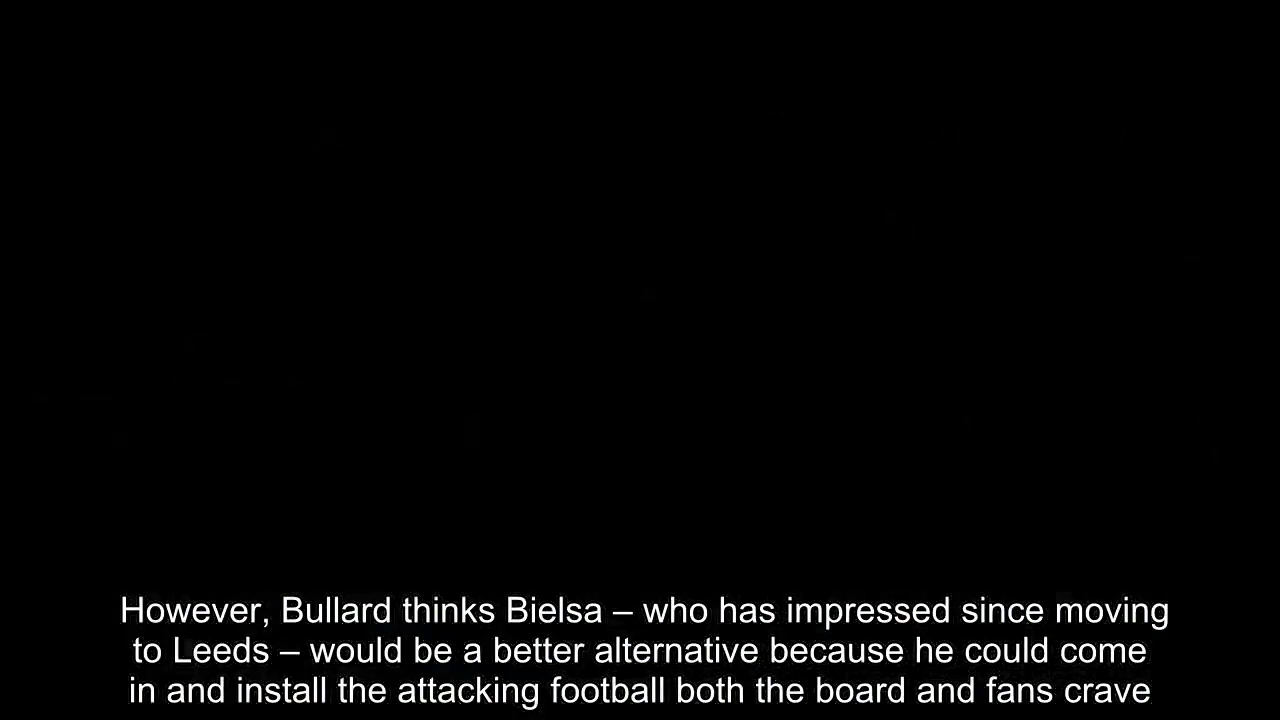 However, Bullard thinks Bielsa – who has impressed since moving
to Leeds – would be a better alternative because he could come
in and install the attacking football both the board and fans crave